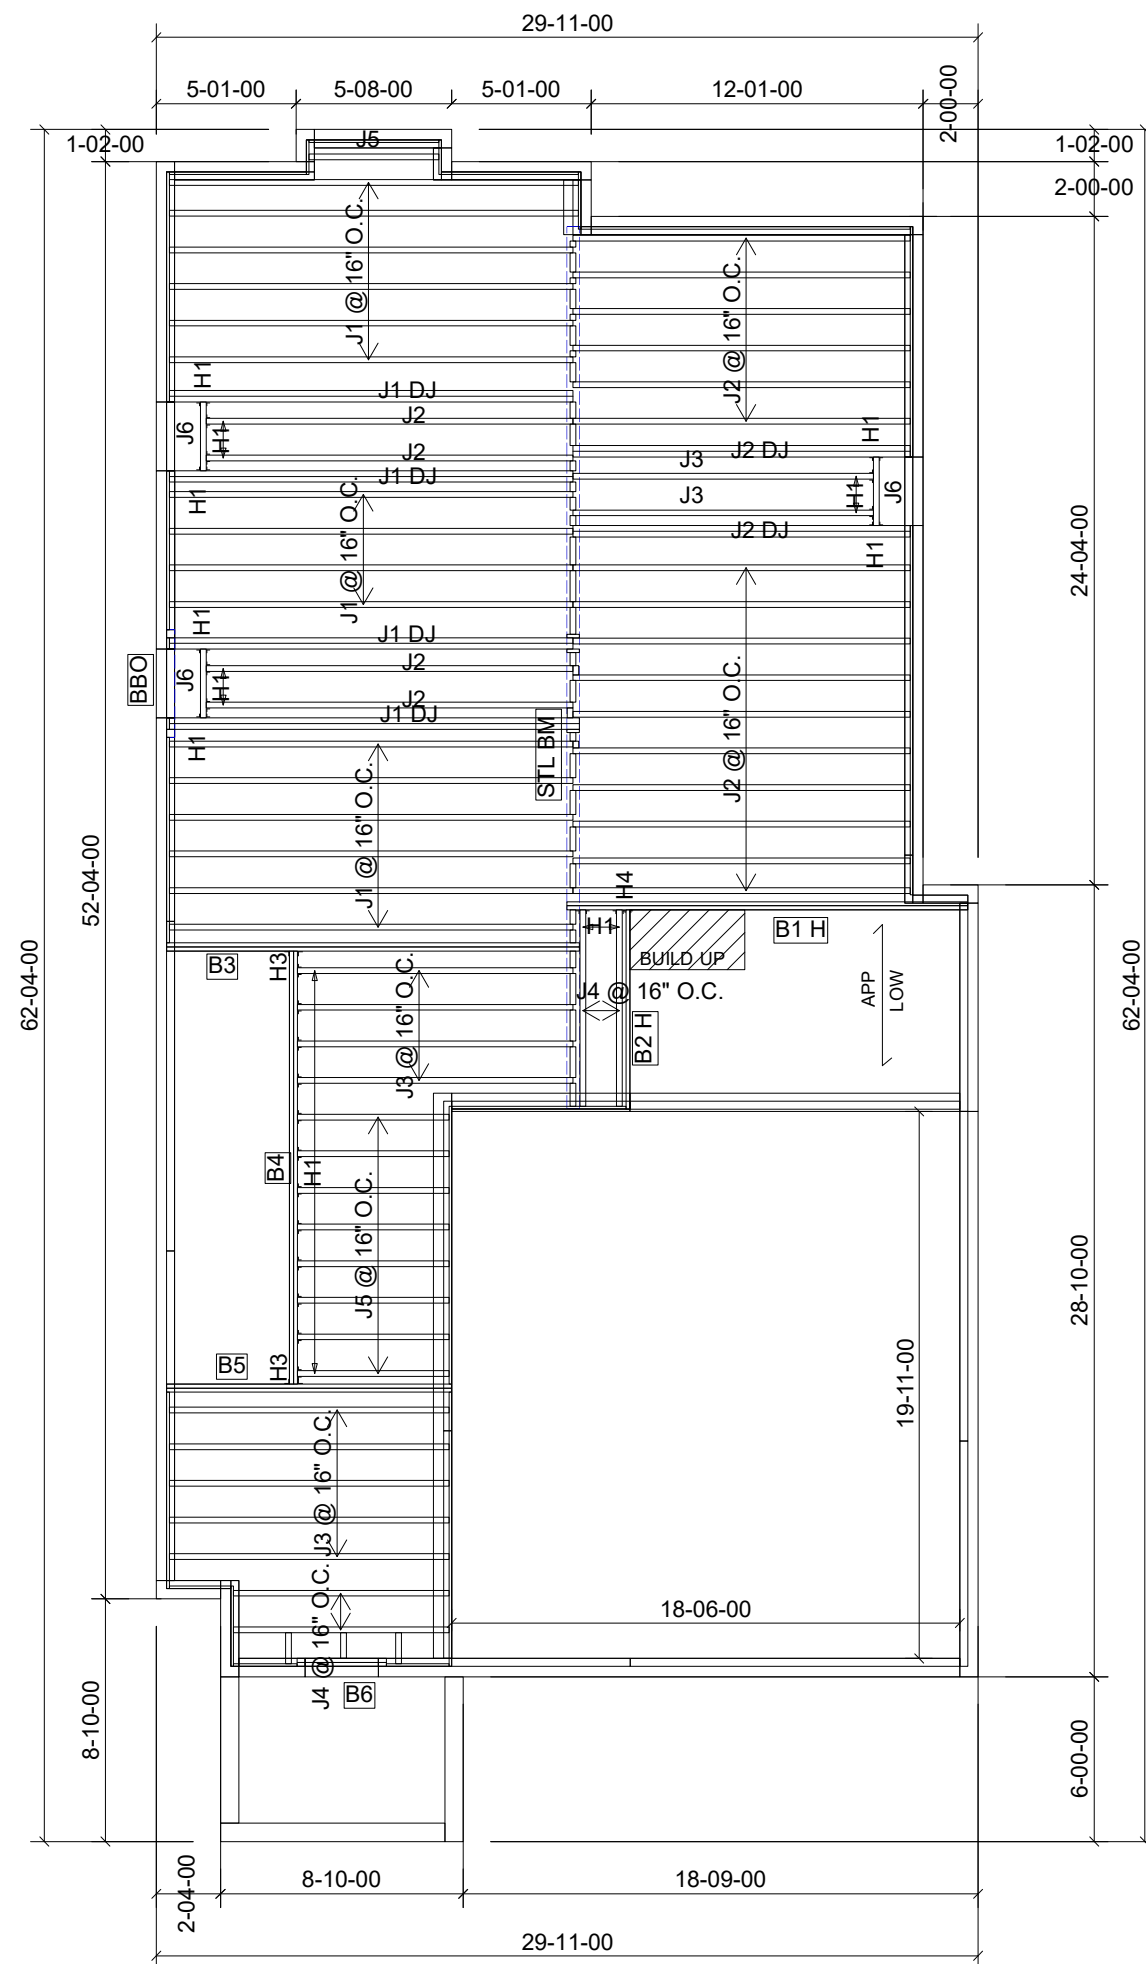 29-11-00
5-01-00
5-08-00
5-01-00
12-01-00
2-00-00
1-02-00
1-02-00
2-00-00
J5
J1 @ 16" O.C.
J2 @ 16" O.C.
H1
J1 DJ
J2
J6
H1
J2
J1 DJ
H1
H1
J2 DJ
J3
J3
H1
J6
J2 DJ
H1
J1 @ 16" O.C.
24-04-00
H1
J1 DJ
J2
BBO
J6
H1
J2
J1 DJ
H1
STL BM
J2 @ 16" O.C.
J1 @ 16" O.C.
52-04-00
62-04-00
62-04-00
H4
H1
B1 H
B3
H3
BUILD UP
J4 @ 16" O.C.
APP
LOW
B2 H
J3 @ 16" O.C.
B4
H1
J5 @ 16" O.C.
28-10-00
B5
H3
19-11-00
J3 @ 16" O.C.
J4 @ 16" O.C.
18-06-00
B6
8-10-00
6-00-00
2-04-00
8-10-00
18-09-00
29-11-00